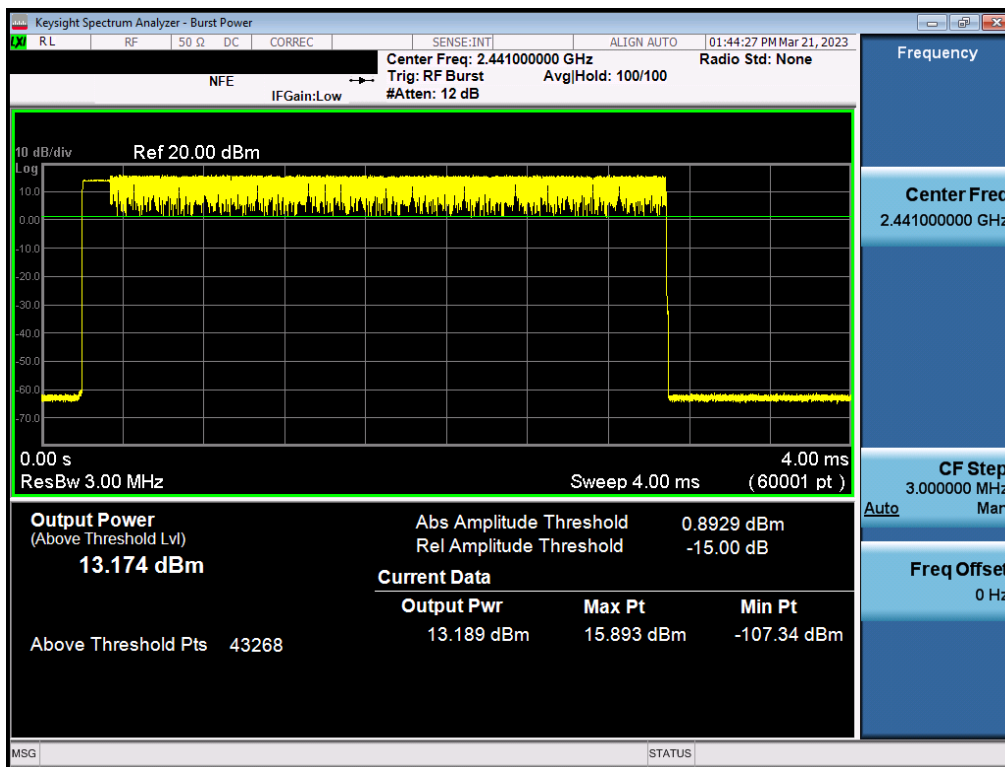 Keysight Spectrum Analyzer - Burst Power
LXI RL RF 50 Ω DC CORREC SENSE:INT ALIGN AUTO 01:44:27 PM Mar 21, 2023
Center Freq: 2.441000000 GHz Radio Std: None
NFE Trig: RF Burst Avg|Hold: 100/100
IFGain:Low #Atten: 12 dB
10 dB/div Ref 20.00 dBm
Log
10.0
0.00
-10.0
-20.0
-30.0
-40.0
-50.0
-60.0
-70.0
0.00 s 4.00 ms
ResBw 3.00 MHz Sweep 4.00 ms (60001 pt)
Output Power
(Above Threshold Lvl)
13.174 dBm
Above Threshold Pts 43268
Abs Amplitude Threshold 0.8929 dBm
Rel Amplitude Threshold -15.00 dB
Current Data
Output Pwr Max Pt Min Pt
13.189 dBm 15.893 dBm -107.34 dBm
MSG STATUS
Frequency
Center Freq
2.441000000 GHz
CF Step
3.000000 MHz
Auto Man
Freq Offset
0 Hz